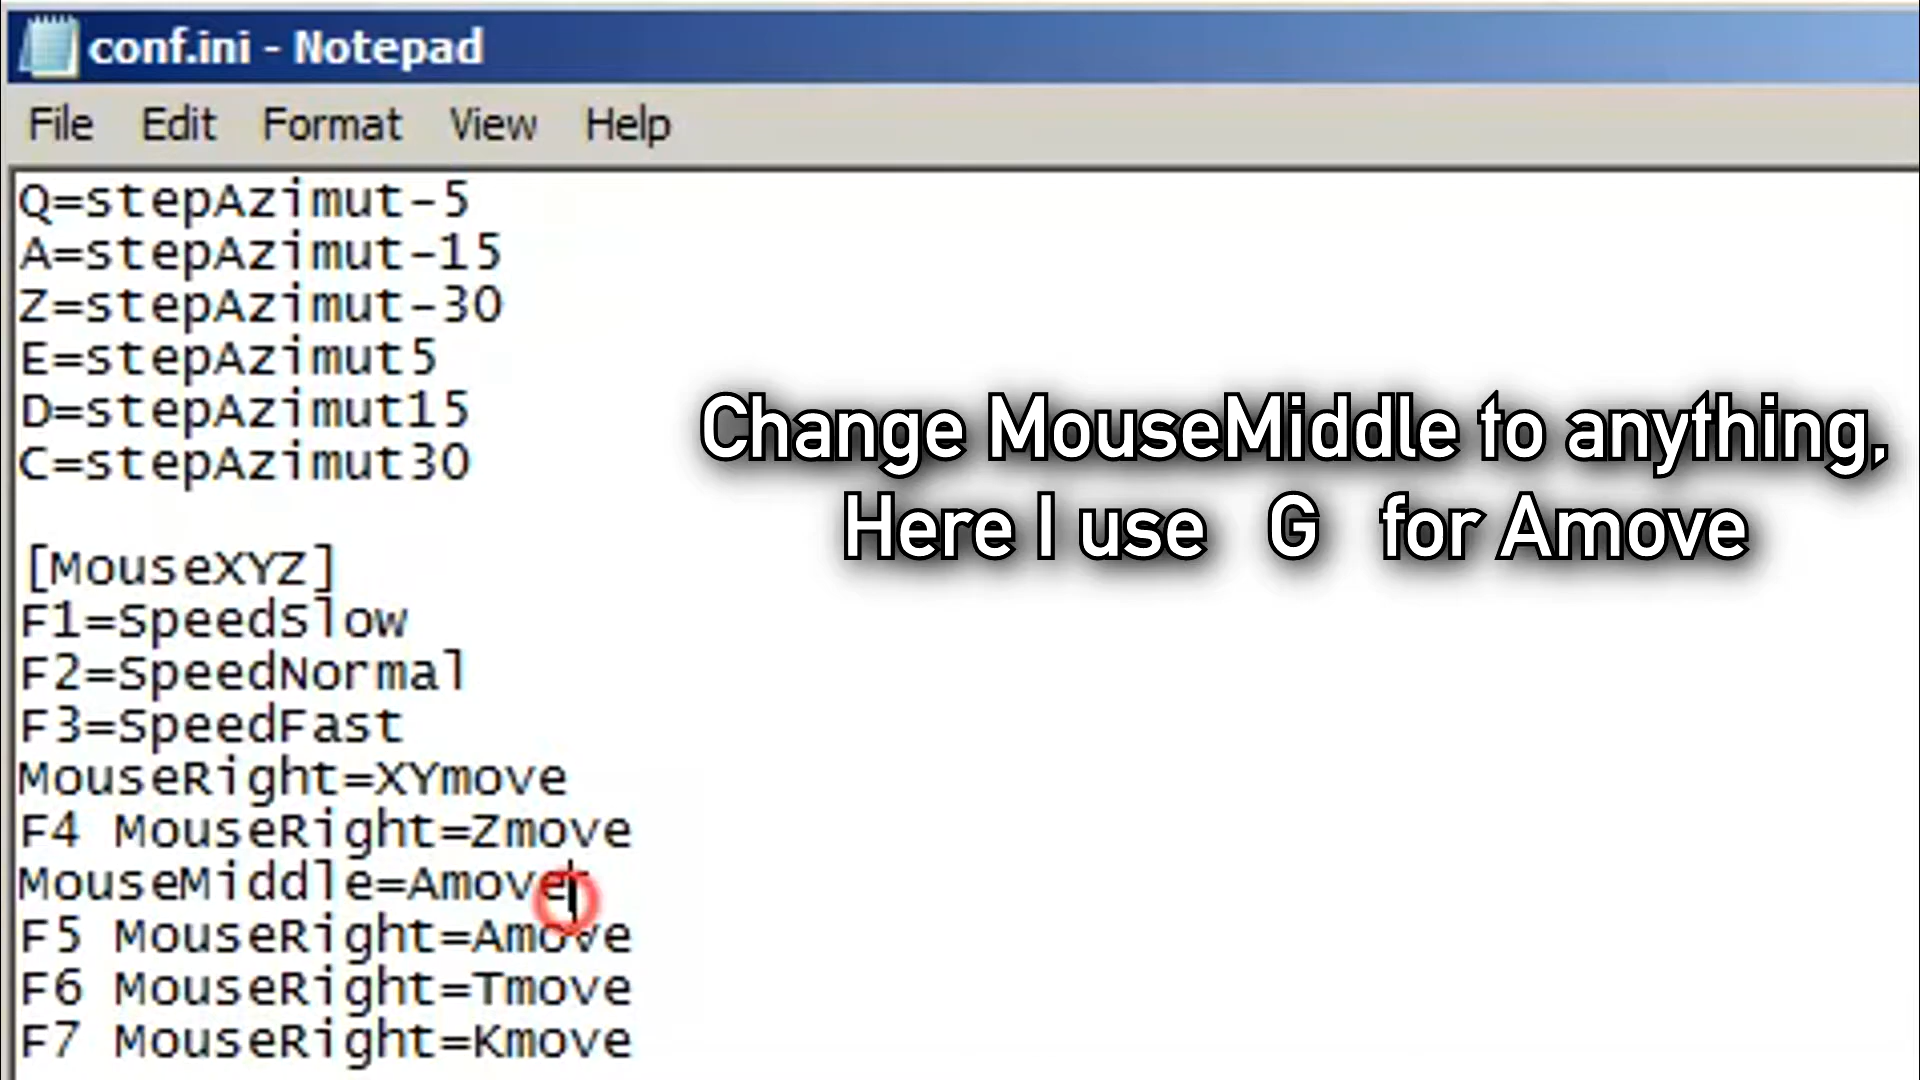 conf.ini - Notepad
File Edit Format View Help
Q=stepAzimut-5
A=stepAzimut-15
Z=stepAzimut-30
E=stepAzimut5
D=stepAzimut15
C=stepAzimut30
Change MouseMiddle to anything,
Here I use G for Amove
[MouseXYZ]
F1=SpeedSlow
F2=SpeedNormal
F3=SpeedFast
MouseRight=XYmove
F4 MouseRight=Zmove
MouseMiddle=Amove
F5 MouseRight=Amove
F6 MouseRight=Tmove
F7 MouseRight=Kmove